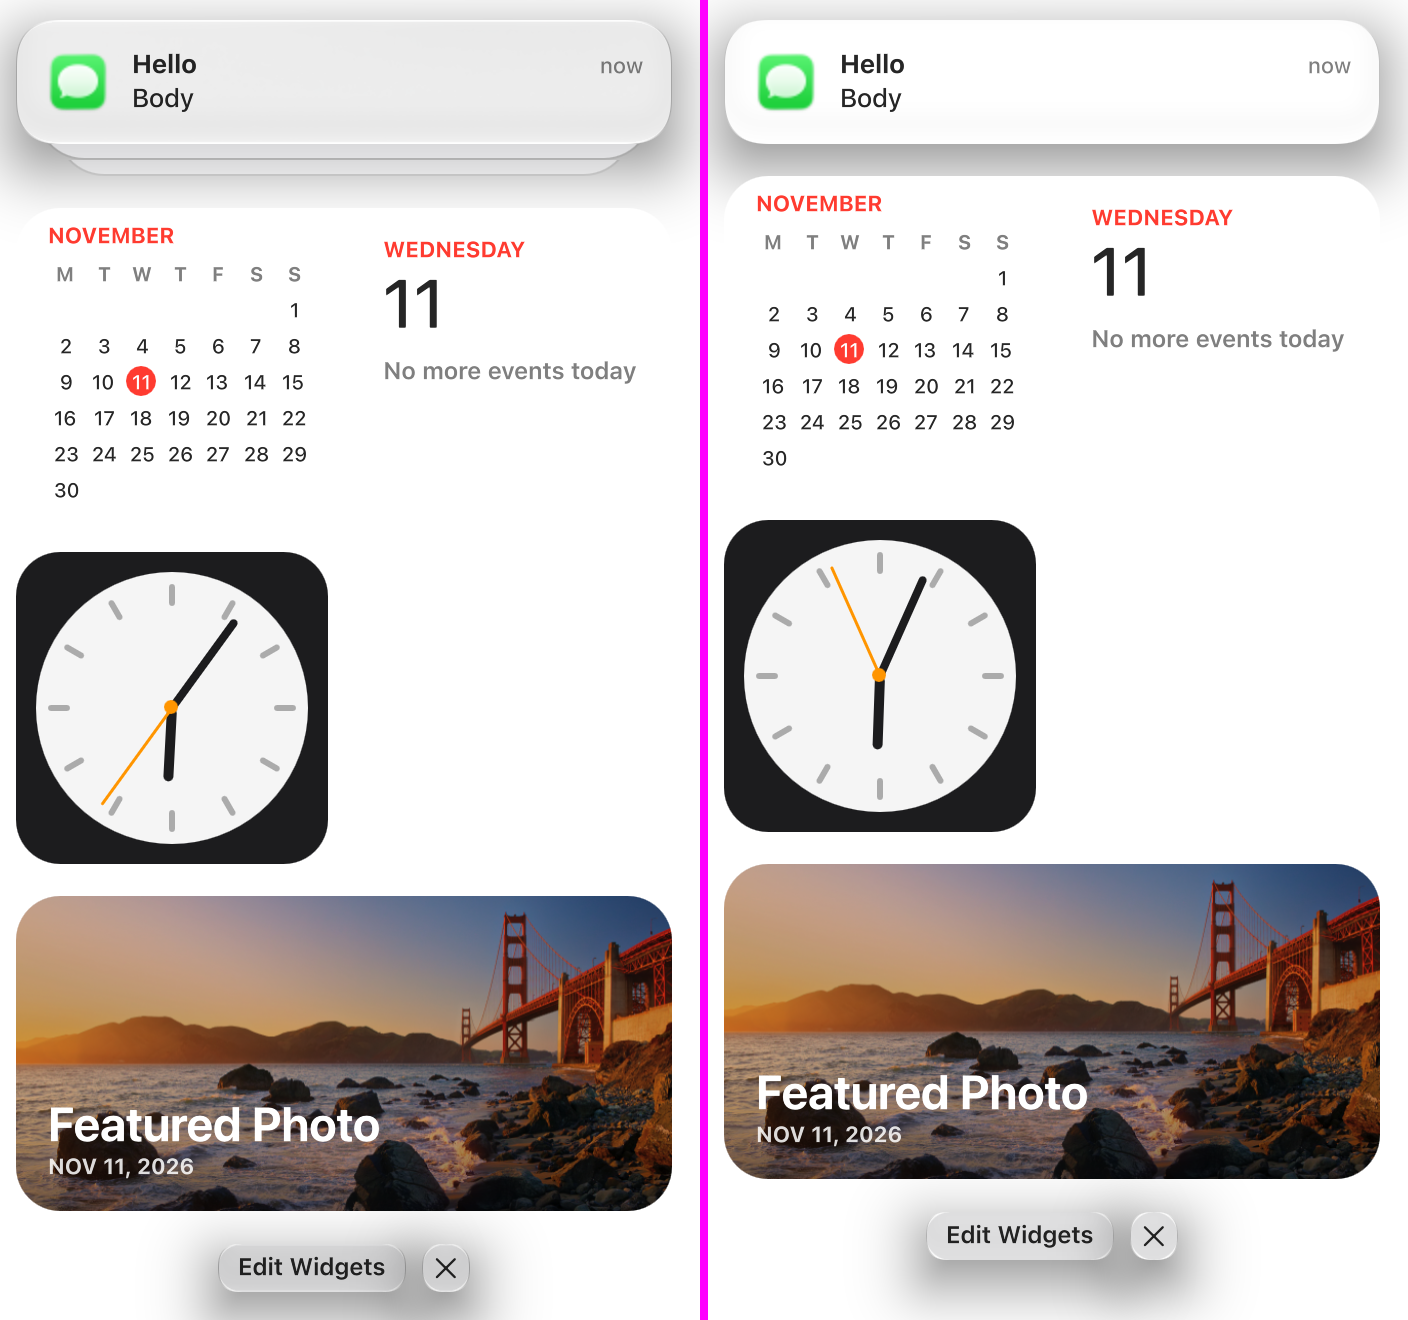 Hello
now
Body
NOVEMBER
M T W T F S S
1
2 3 4 5 6 7 8
9 10 11 12 13 14 15
16 17 18 19 20 21 22
23 24 25 26 27 28 29
30
WEDNESDAY
11
No more events today
Featured Photo
NOV 11, 2026
Edit Widgets
Hello
now
Body
NOVEMBER
M T W T F S S
1
2 3 4 5 6 7 8
9 10 11 12 13 14 15
16 17 18 19 20 21 22
23 24 25 26 27 28 29
30
WEDNESDAY
11
No more events today
Featured Photo
NOV 11, 2026
Edit Widgets